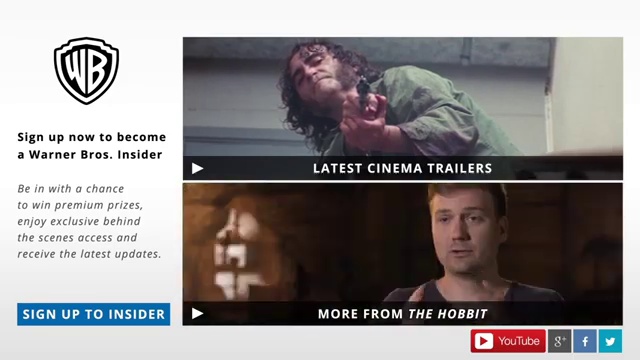 WB
Sign up now to become
a Warner Bros. Insider
Be in with a chance
to win premium prizes,
enjoy exclusive behind
the scenes access and
receive the latest updates.
SIGN UP TO INSIDER
LATEST CINEMA TRAILERS
MORE FROM THE HOBBIT
YouTube
g+
f